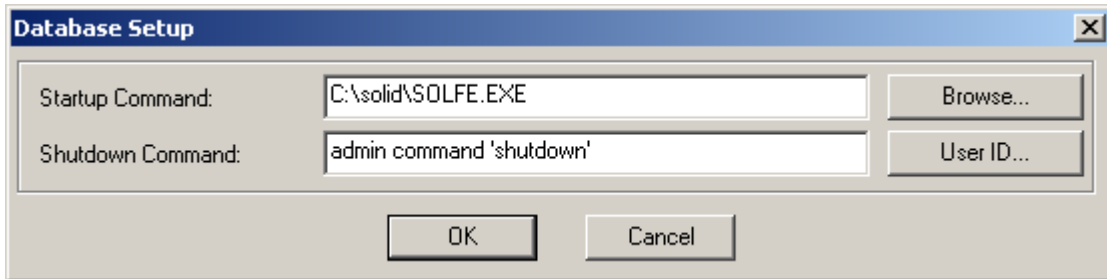 Database Setup
Startup Command: C:\solid\SOLFE.EXE Browse...
Shutdown Command: admin command 'shutdown' User ID...
OK Cancel